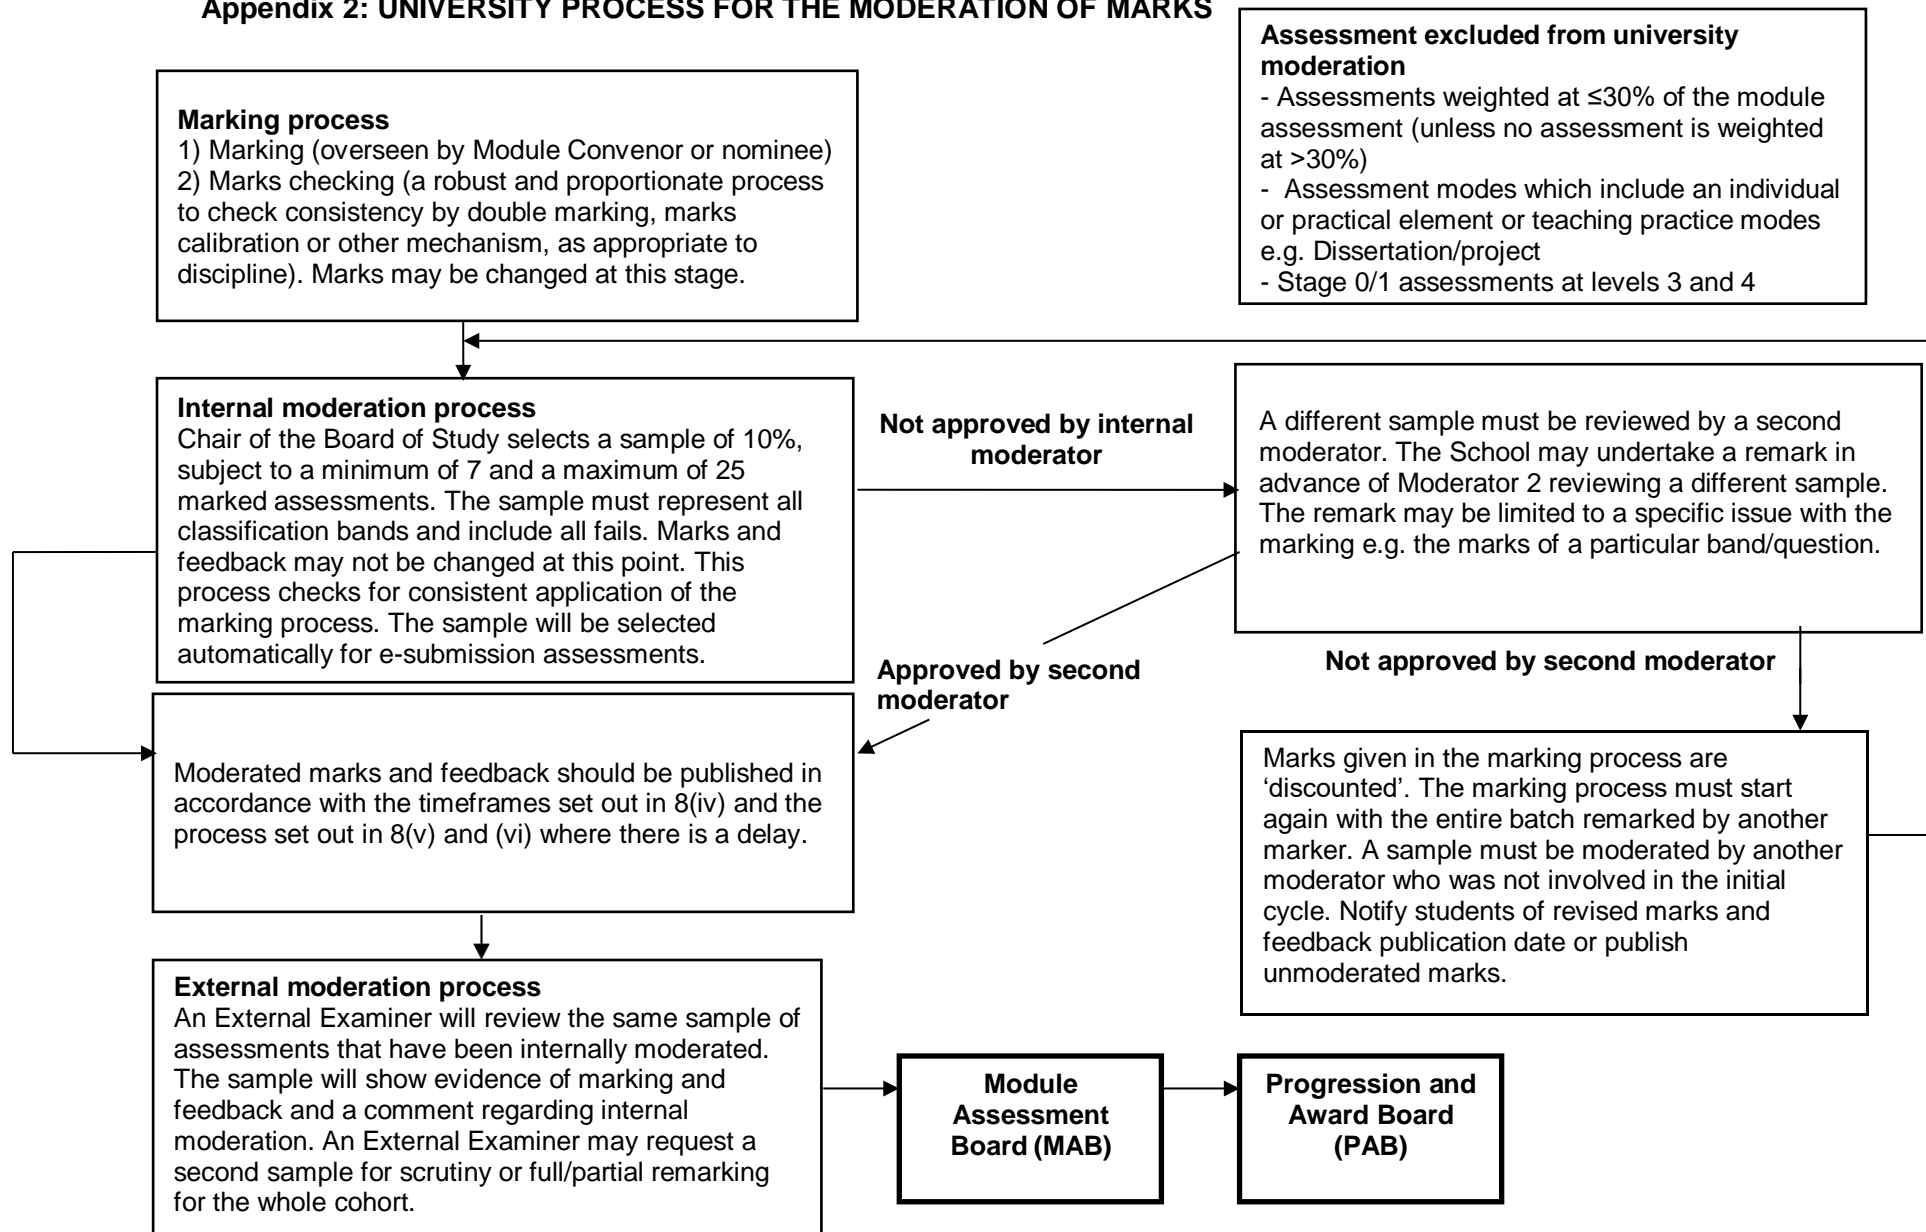 Appendix 2: UNIVERSITY PROCESS FOR THE MODERATION OF MARKS
Assessment excluded from university
moderation
- Assessments weighted at ≤30% of the module
assessment (unless no assessment is weighted
at >30%)
- Assessment modes which include an individual
or practical element or teaching practice modes
e.g. Dissertation/project
- Stage 0/1 assessments at levels 3 and 4
Marking process
1) Marking (overseen by Module Convenor or nominee)
2) Marks checking (a robust and proportionate process
to check consistency by double marking, marks
calibration or other mechanism, as appropriate to
discipline). Marks may be changed at this stage.
Internal moderation process
Chair of the Board of Study selects a sample of 10%,
subject to a minimum of 7 and a maximum of 25
marked assessments. The sample must represent all
classification bands and include all fails. Marks and
feedback may not be changed at this point. This
process checks for consistent application of the
marking process. The sample will be selected
automatically for e-submission assessments.
Not approved by internal
moderator
A different sample must be reviewed by a second
moderator. The School may undertake a remark in
advance of Moderator 2 reviewing a different sample.
The remark may be limited to a specific issue with the
marking e.g. the marks of a particular band/question.
Approved by second
moderator
Not approved by second moderator
Moderated marks and feedback should be published in
accordance with the timeframes set out in 8(iv) and the
process set out in 8(v) and (vi) where there is a delay.
Marks given in the marking process are
‘discounted’. The marking process must start
again with the entire batch remarked by another
marker. A sample must be moderated by another
moderator who was not involved in the initial
cycle. Notify students of revised marks and
feedback publication date or publish
unmoderated marks.
External moderation process
An External Examiner will review the same sample of
assessments that have been internally moderated.
The sample will show evidence of marking and
feedback and a comment regarding internal
moderation. An External Examiner may request a
second sample for scrutiny or full/partial remarking
for the whole cohort.
Module
Assessment
Board (MAB)
Progression and
Award Board
(PAB)